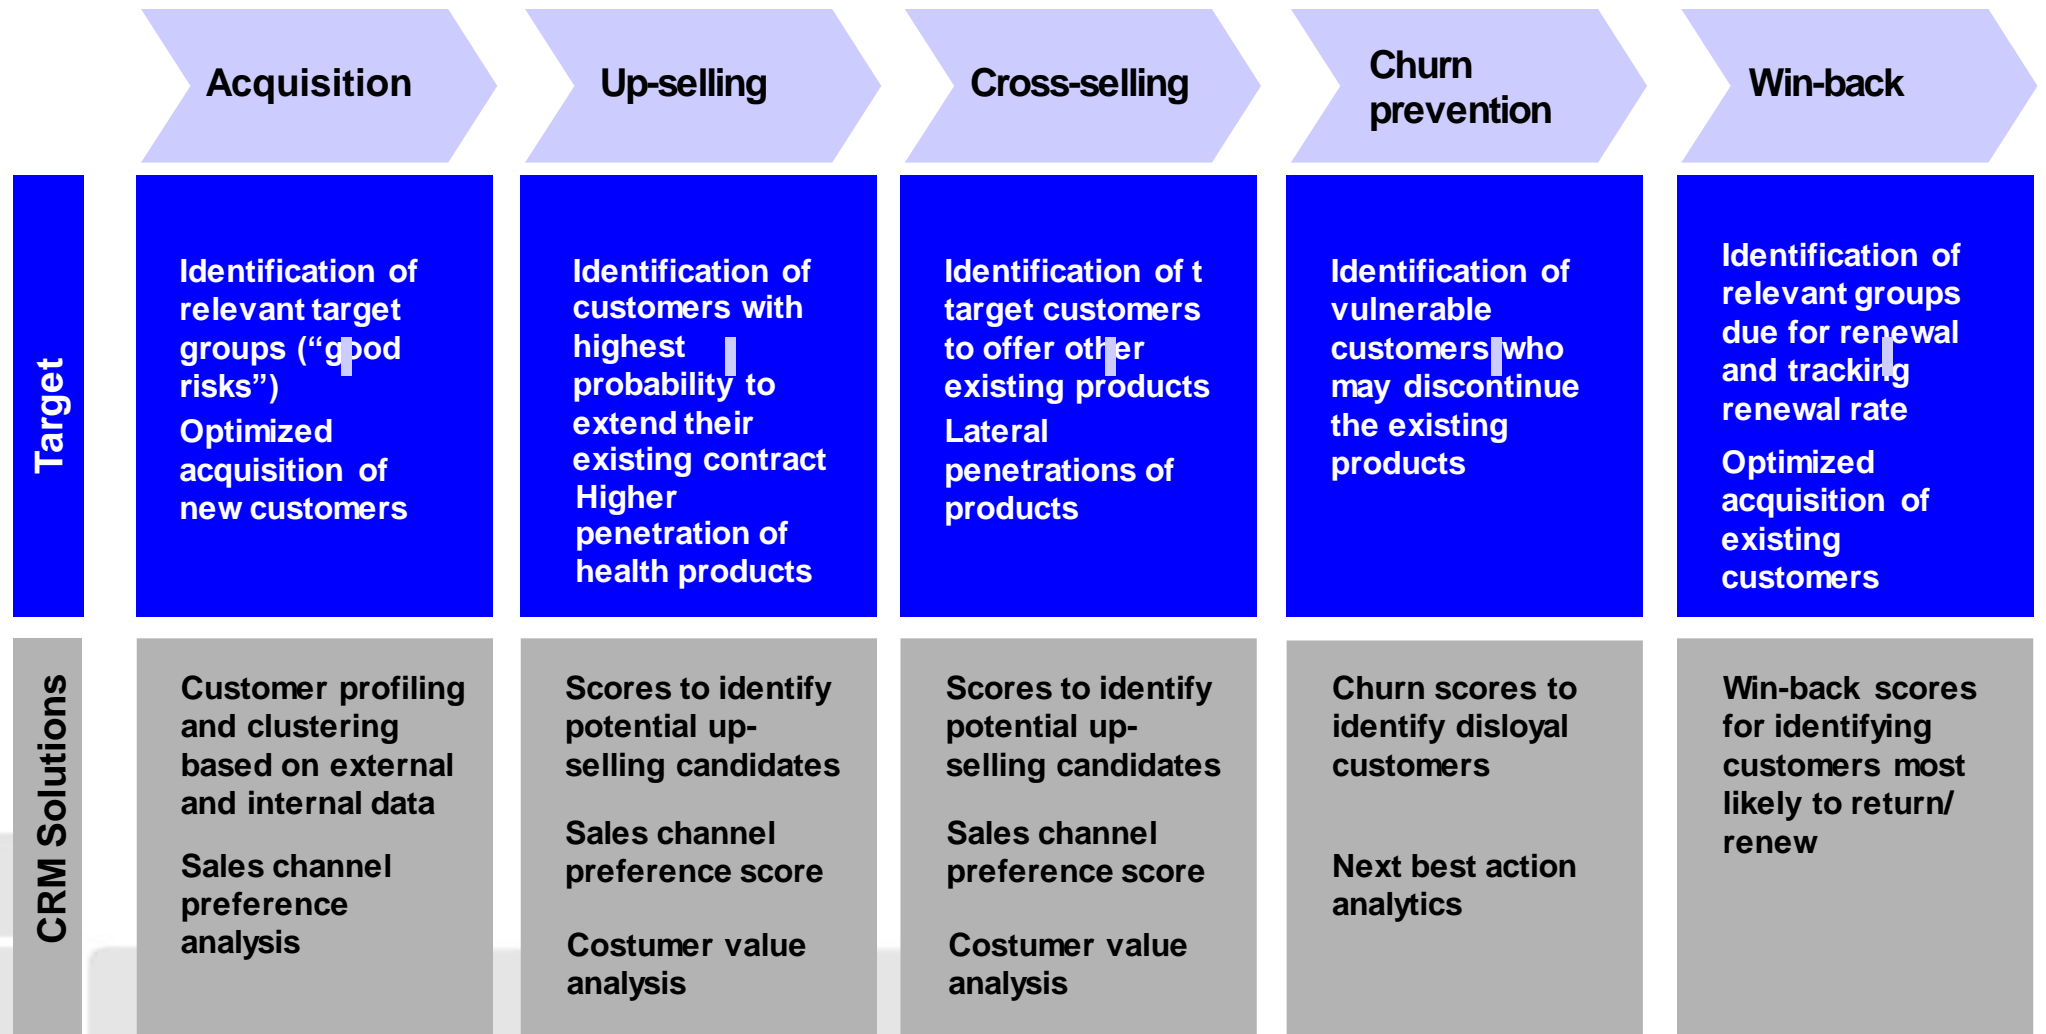 Acquisition
Up-selling
Cross-selling
Churn
prevention
Win-back
Target
Identification of
relevant target
groups (“good
risks”)
Optimized
acquisition of
new customers
Identification of
customers with
highest
probability to
extend their
existing contract
Higher
penetration of
health products
Identification of t
target customers
to offer other
existing products
Lateral
penetrations of
products
Identification of
vulnerable
customers who
may discontinue
the existing
products
Identification of
relevant groups
due for renewal
and tracking
renewal rate
Optimized
acquisition of
existing
customers
CRM Solutions
Customer profiling
and clustering
based on external
and internal data
Sales channel
preference
analysis
Scores to identify
potential up-
selling candidates
Sales channel
preference score
Costumer value
analysis
Scores to identify
potential up-
selling candidates
Sales channel
preference score
Costumer value
analysis
Churn scores to
identify disloyal
customers
Next best action
analytics
Win-back scores
for identifying
customers most
likely to return/
renew